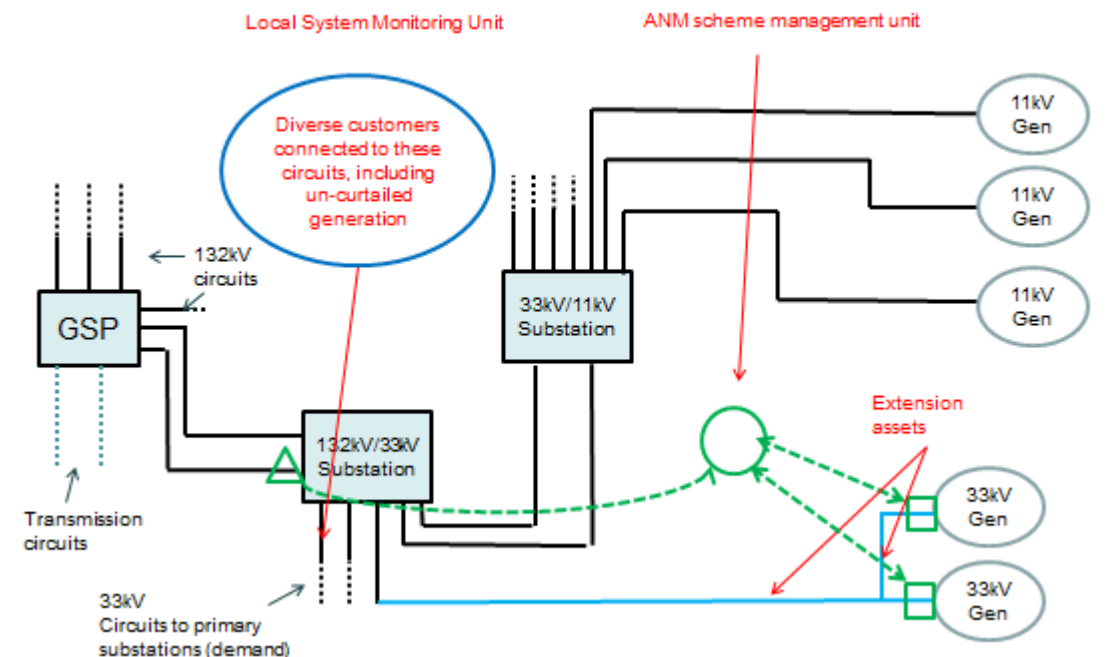 Local System Monitoring Unit
ANM scheme management unit
Diverse customers
connected to these
circuits, including
un-curtailed
generation
11kV
Gen
11kV
Gen
11kV
Gen
132kV
circuits
GSP
33kV/11kV
Substation
132kV/33kV
Substation
Extension
assets
33kV
Gen
33kV
Gen
Transmission
circuits
33kV
Circuits to primary
substations (demand)